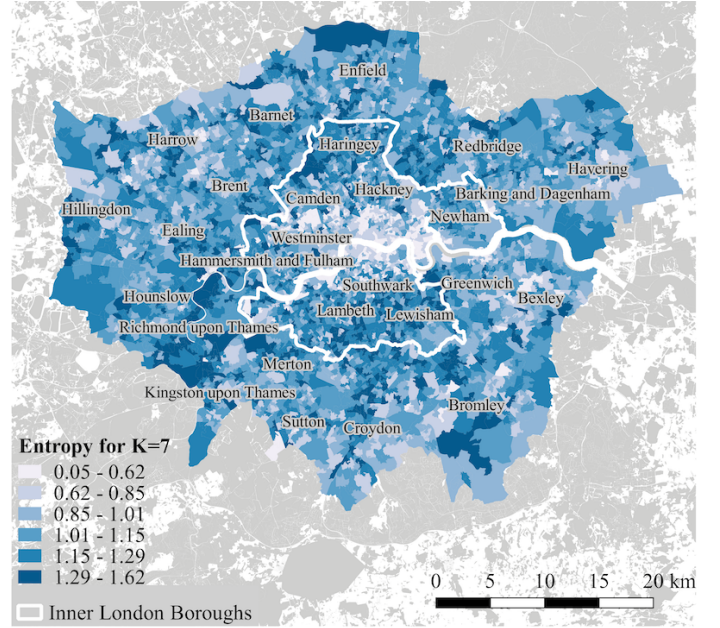 Enfield
Barnet
Harrow
Haringey
Redbridge
Havering
Brent
Hackney
Camden
Barking and Dagenham
Hillingdon
Newham
Ealing
Westminster
Hammersmith and Fulham
Hounslow
Southwark
Greenwich
Bexley
Richmond upon Thames
Lambeth
Lewisham
Merton
Kingston upon Thames
Bromley
Sutton
Croydon
Entropy for K=7
0.05 - 0.62
0.62 - 0.85
0.85 - 1.01
1.01 - 1.15
1.15 - 1.29
1.29 - 1.62
Inner London Boroughs
0 5 10 15 20 km